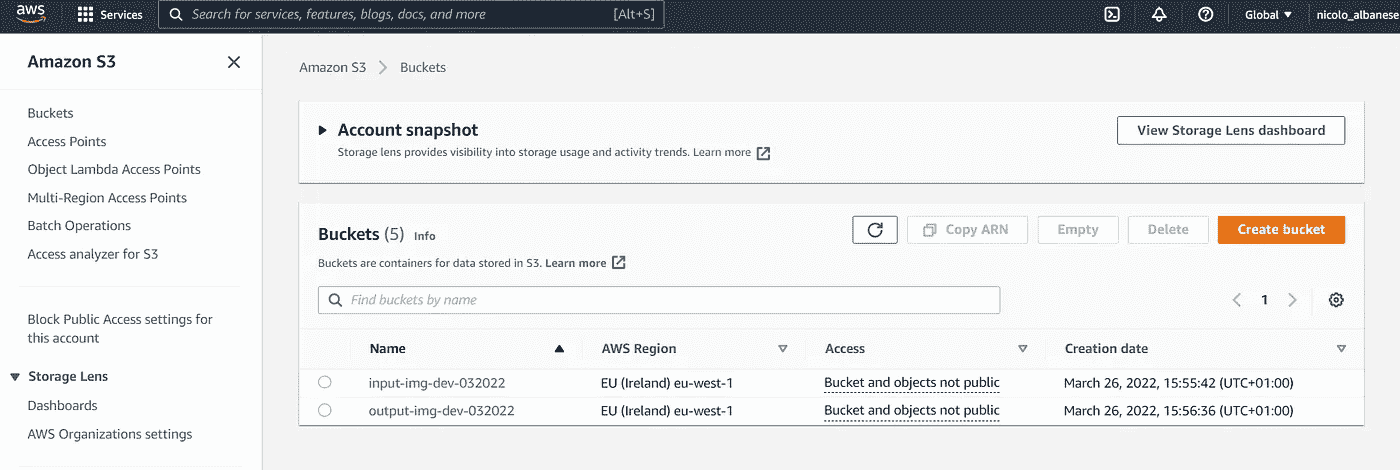 aws Services Search for services, features, blogs, docs, and more [Alt+S] Global nicolo_albanese
Amazon S3
Buckets
Access Points
Object Lambda Access Points
Multi-Region Access Points
Batch Operations
Access analyzer for S3
Block Public Access settings for
this account
Storage Lens
Dashboards
AWS Organizations settings
Amazon S3 Buckets
Account snapshot
View Storage Lens dashboard
Storage lens provides visibility into storage usage and activity trends. Learn more
Buckets (5) Info
Copy ARN Empty Delete Create bucket
Buckets are containers for data stored in S3. Learn more
Find buckets by name
1
Name AWS Region Access Creation date
input-img-dev-032022 EU (Ireland) eu-west-1 Bucket and objects not public March 26, 2022, 15:55:42 (UTC+01:00)
output-img-dev-032022 EU (Ireland) eu-west-1 Bucket and objects not public March 26, 2022, 15:56:36 (UTC+01:00)